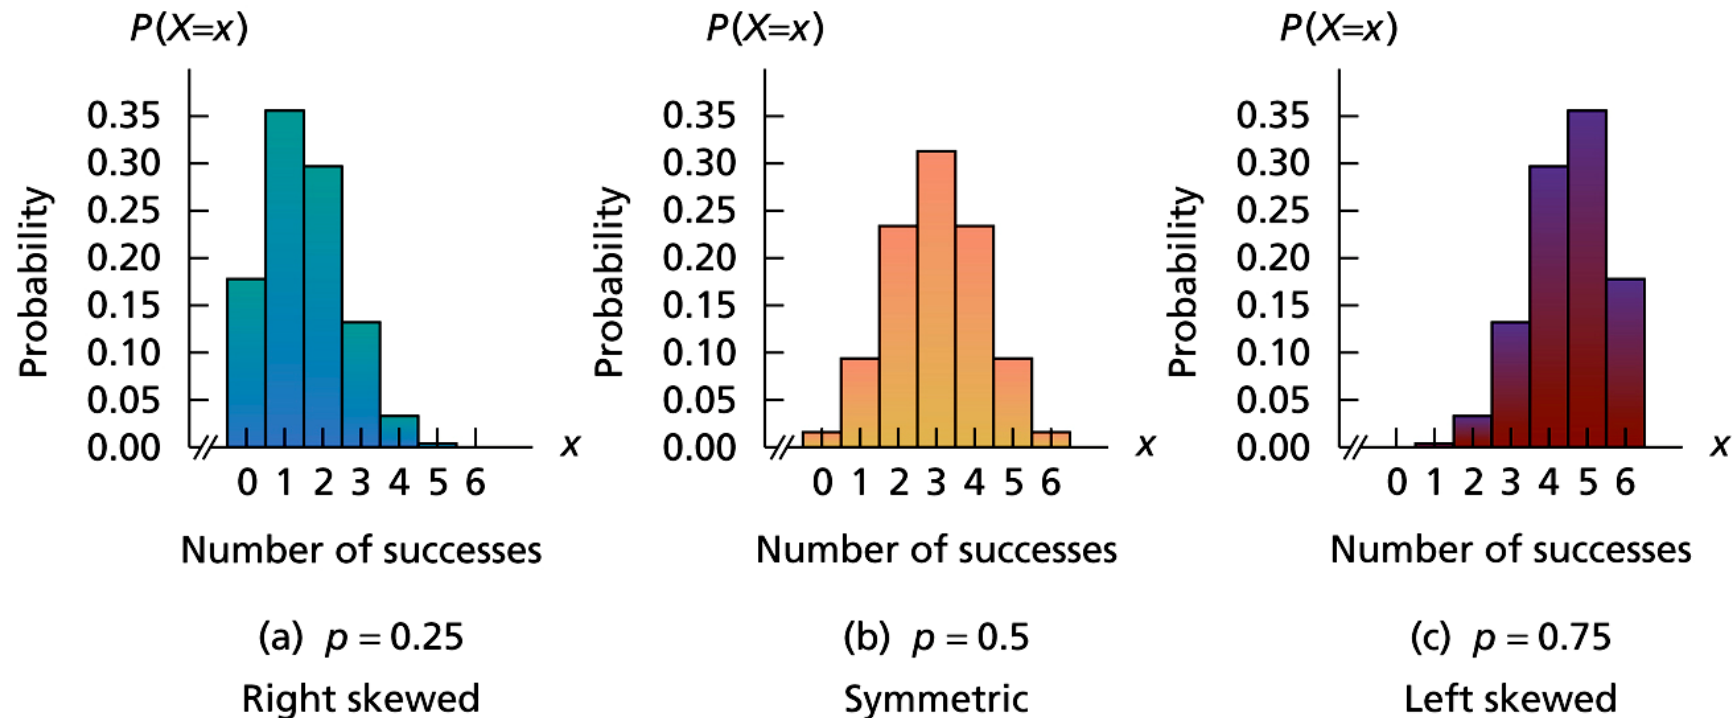 P(X=x)
0.35
0.30
0.25
0.20
0.15
0.10
0.05
0.00
Probability
0 1 2 3 4 5 6
x
Number of successes
(a) p = 0.25
Right skewed
P(X=x)
0.35
0.30
0.25
0.20
0.15
0.10
0.05
0.00
Probability
0 1 2 3 4 5 6
x
Number of successes
(b) p = 0.5
Symmetric
P(X=x)
0.35
0.30
0.25
0.20
0.15
0.10
0.05
0.00
Probability
0 1 2 3 4 5 6
x
Number of successes
(c) p = 0.75
Left skewed